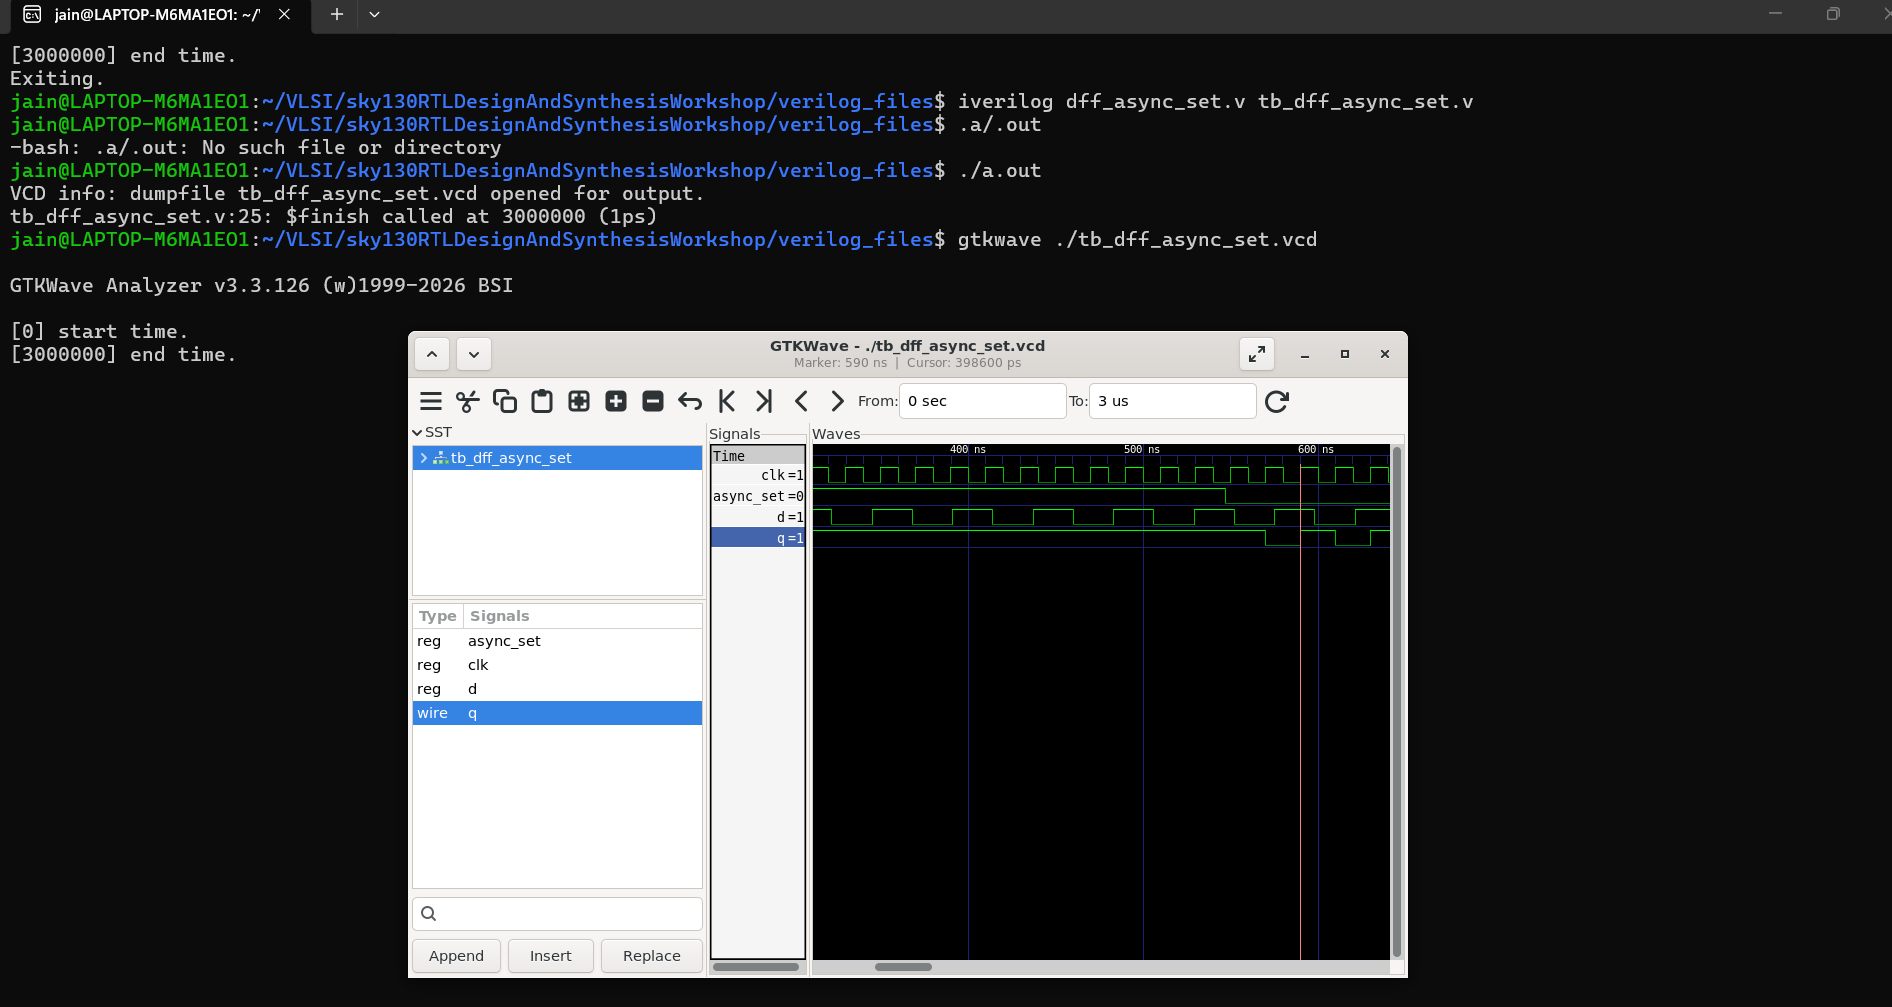 jain@LAPTOP-M6MA1EO1: ~/'
[3000000] end time.
Exiting.
jain@LAPTOP-M6MA1EO1:~/VLSI/sky130RTLDesignAndSynthesisWorkshop/verilog_files$ iverilog dff_async_set.v tb_dff_async_set.v
jain@LAPTOP-M6MA1EO1:~/VLSI/sky130RTLDesignAndSynthesisWorkshop/verilog_files$ .a/.out
-bash: .a/.out: No such file or directory
jain@LAPTOP-M6MA1EO1:~/VLSI/sky130RTLDesignAndSynthesisWorkshop/verilog_files$ ./a.out
VCD info: dumpfile tb_dff_async_set.vcd opened for output.
tb_dff_async_set.v:25: $finish called at 3000000 (1ps)
jain@LAPTOP-M6MA1EO1:~/VLSI/sky130RTLDesignAndSynthesisWorkshop/verilog_files$ gtkwave ./tb_dff_async_set.vcd
GTKWave Analyzer v3.3.126 (w)1999-2026 BSI
[0] start time.
[3000000] end time.
GTKWave - ./tb_dff_async_set.vcd
Marker: 590 ns | Cursor: 398600 ps
From: 0 sec To: 3 us
SST
tb_dff_async_set
Type Signals
reg async_set
reg clk
reg d
wire q
Append Insert Replace
Signals
Time
clk=1
async_set=0
d=1
q=1
Waves
400 ns 500 ns 600 ns